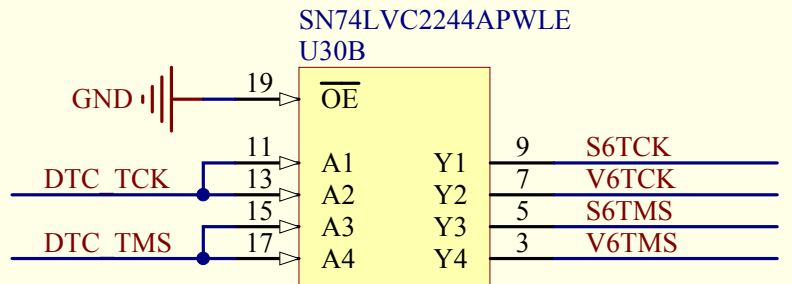 SN74LVC2244APWLE
U30B
GND 19 OE
11 A1 Y1 9 S6TCK
DTC_TCK 13 A2 Y2 7 V6TCK
15 A3 Y3 5 S6TMS
DTC_TMS 17 A4 Y4 3 V6TMS